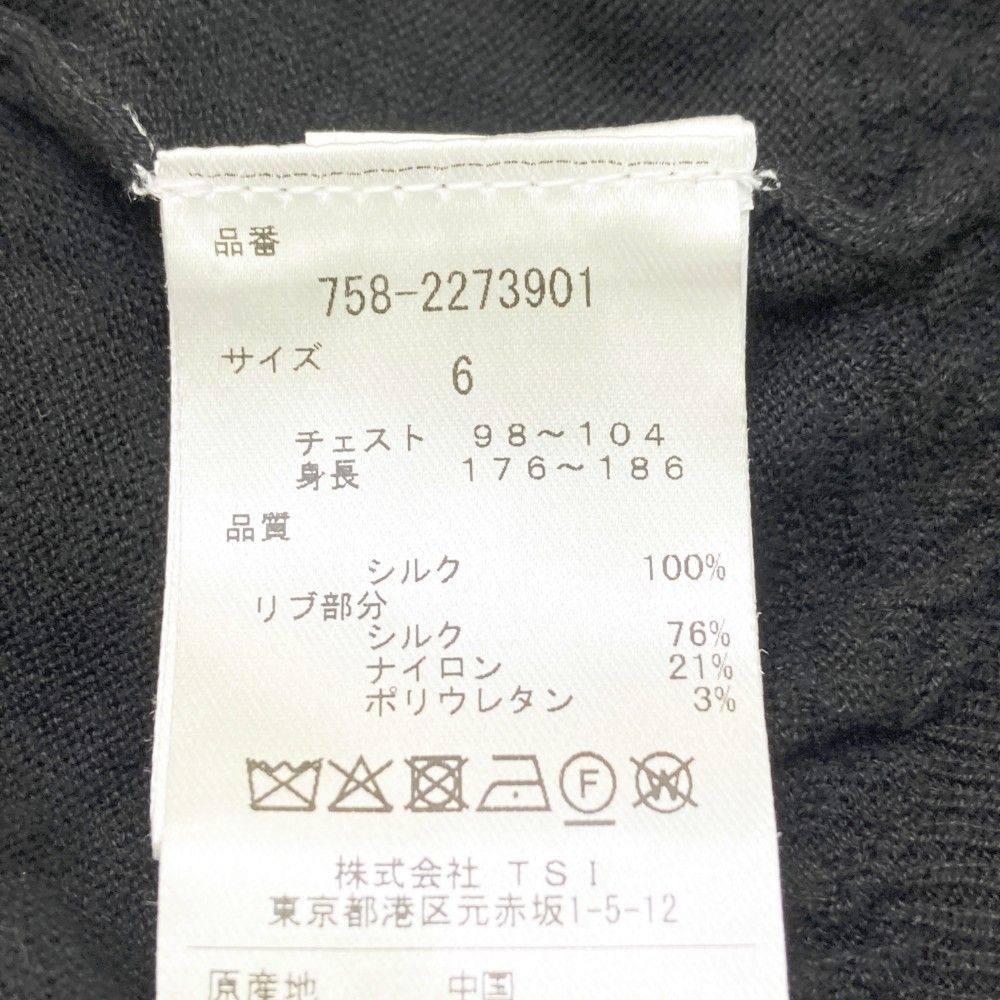 品番
758-2273901
サイズ 6
チェスト 98～104
身長 176～186
品質
シルク 100%
リブ部分
シルク 76%
ナイロン 21%
ポリウレタン 3%
F W
株式会社 TSI
東京都港区元赤坂1-5-12
原産地 中国